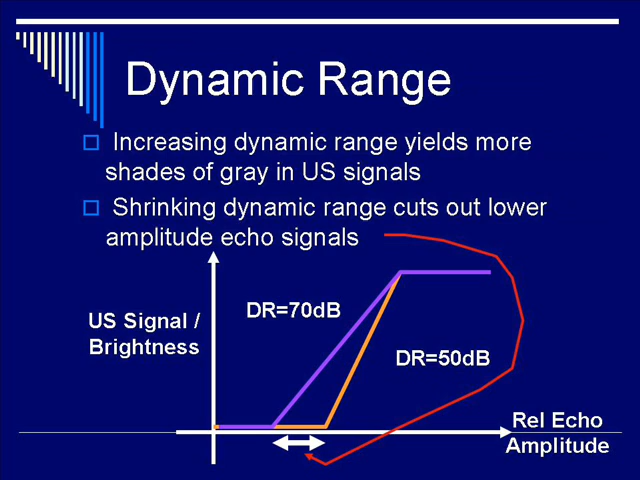 Dynamic Range
Increasing dynamic range yields more
shades of gray in US signals
Shrinking dynamic range cuts out lower
amplitude echo signals
DR=70dB
US Signal /
Brightness
DR=50dB
Rel Echo
Amplitude